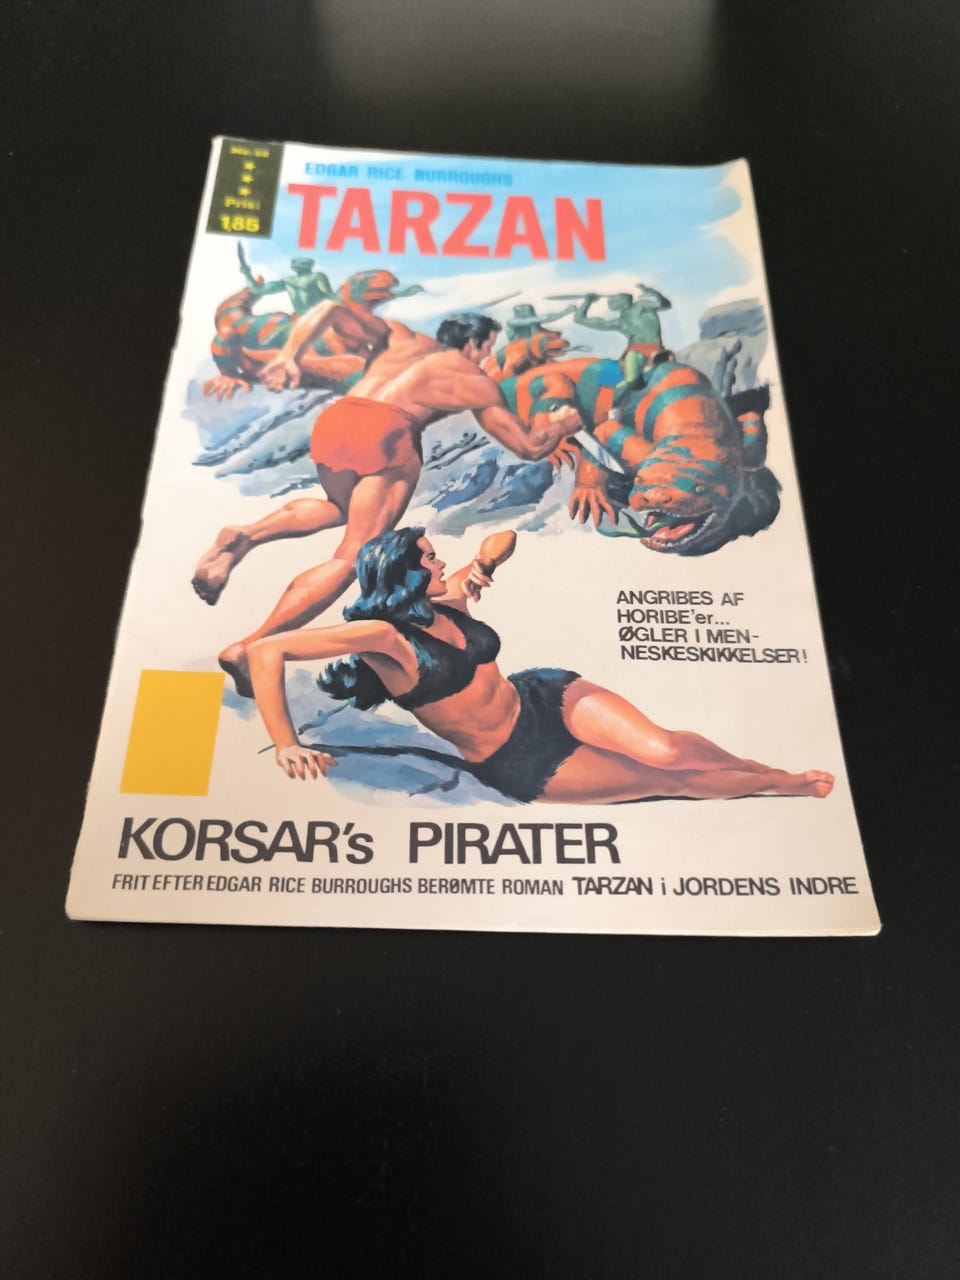 Pris:
1,85
EDGAR RICE BURROUGHS
TARZAN
ANGRIBES AF
HORIBE'er...
ØGLER I MEN-
NESKESKIKKELSER!
KORSAR's PIRATER
FRIT EFTER EDGAR RICE BURROUGHS BERØMTE ROMAN TARZAN i JORDENS INDRE